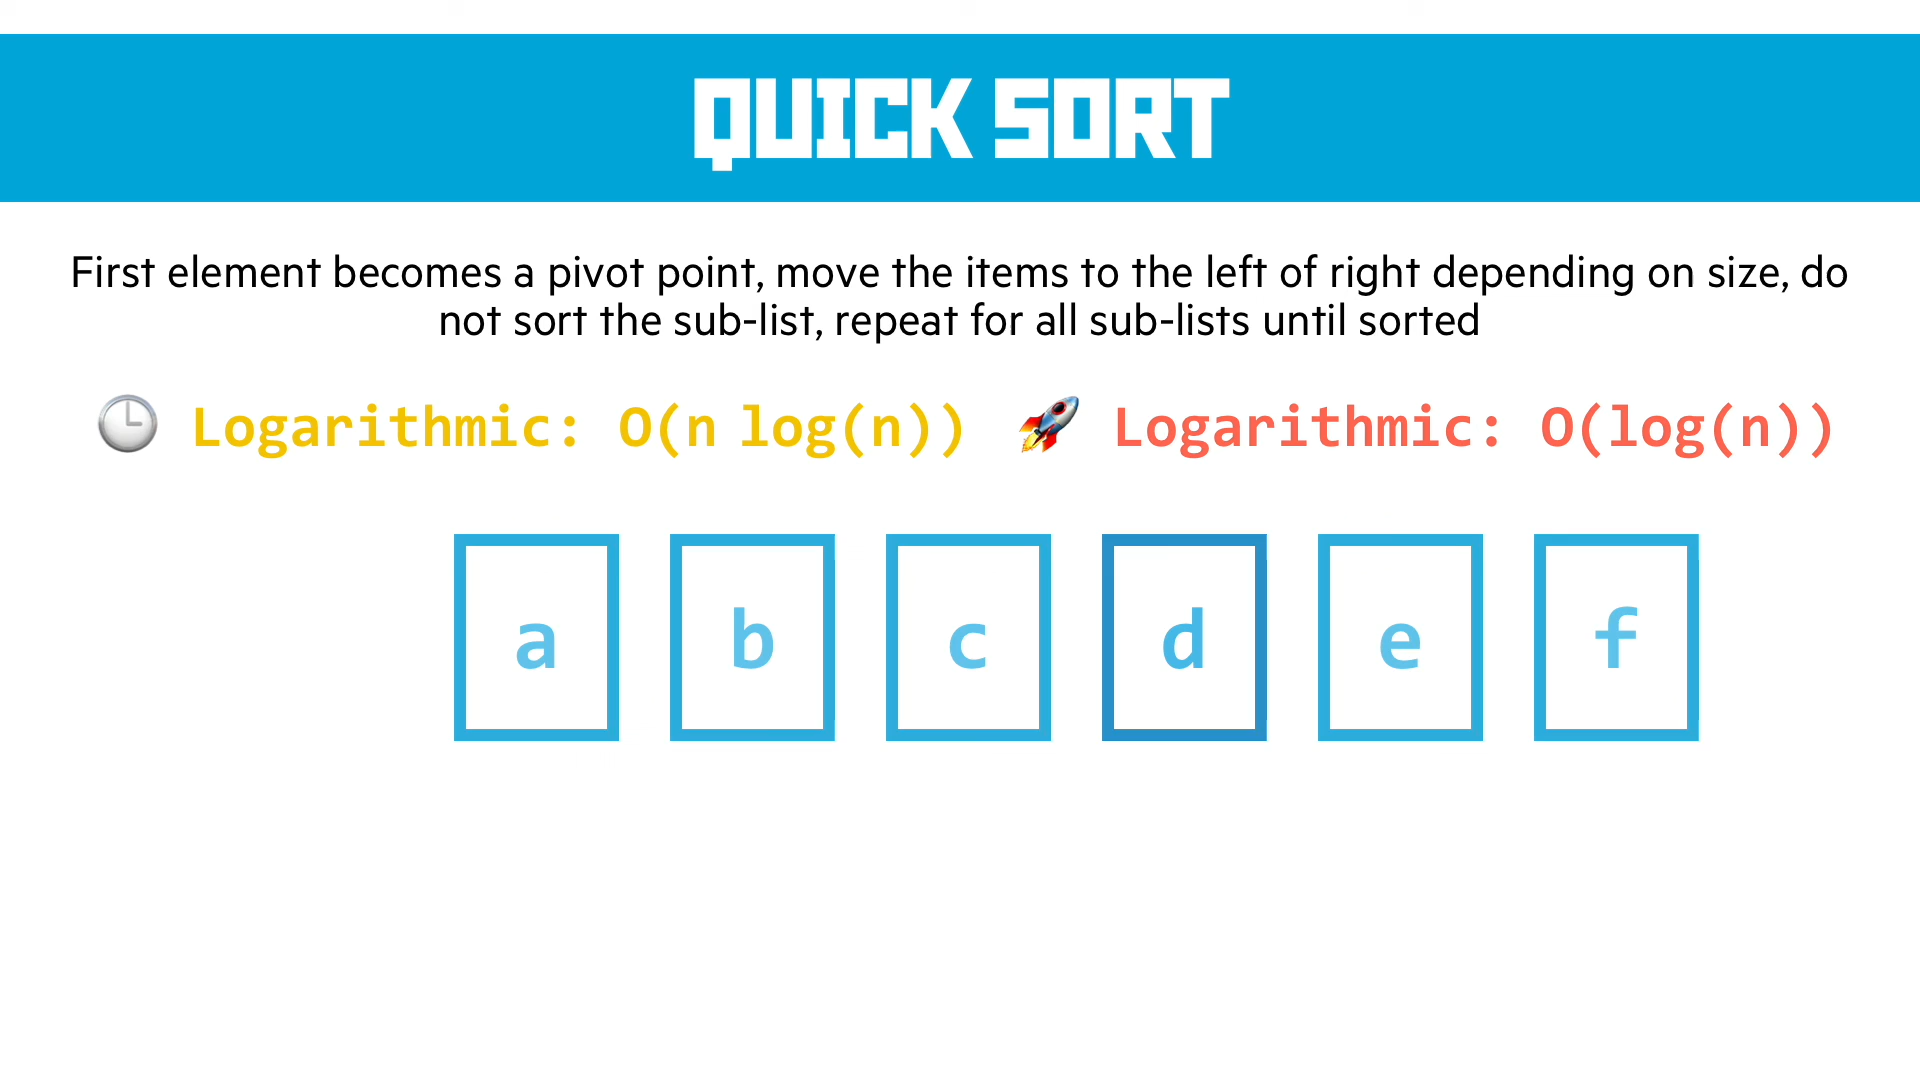 QUICK SORT
First element becomes a pivot point, move the items to the left of right depending on size, do
not sort the sub-list, repeat for all sub-lists until sorted
🕒 Logarithmic: O(n log(n)) 🚀 Logarithmic: O(log(n))
a b c d e f